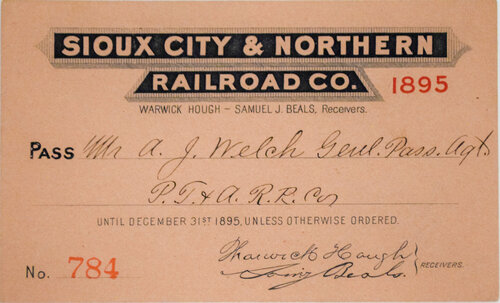 SIOUX CITY & NORTHERN
RAILROAD CO. 1895
WARWICK HOUGH – SAMUEL J. BEALS, Receivers.
PASS Mr A. J. Welch Genl. Pass. Agt.
P. T. & A. R. R. Co
UNTIL DECEMBER 31ST 1895, UNLESS OTHERWISE ORDERED.
Warwick Hough
Beals. RECEIVERS.
No. 784